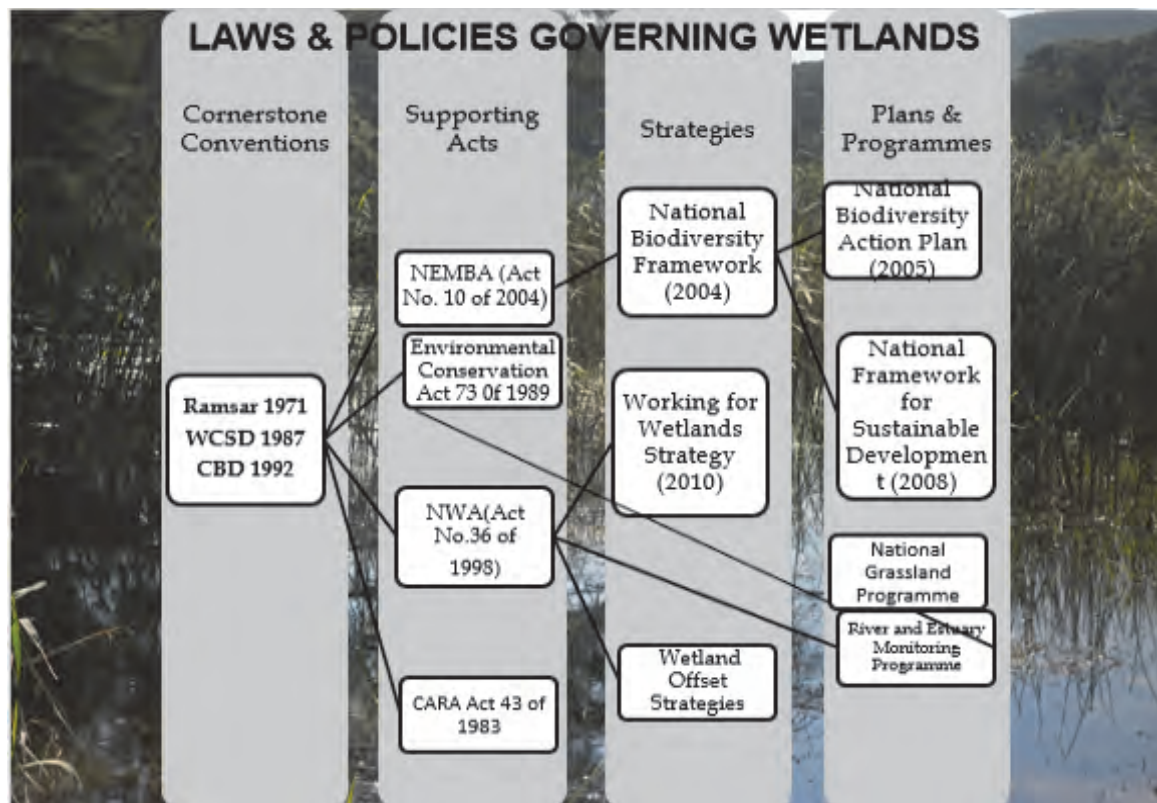 LAWS & POLICIES GOVERNING WETLANDS
Cornerstone
Conventions
Ramsar 1971
WCSD 1987
CBD 1992
Supporting
Acts
NEMBA (Act
No. 10 of 2004)
Environmental
Conservation
Act 73 0f 1989
NWA(Act
No.36 of
1998)
CARA Act 43 of
1983
Strategies
National
Biodiversity
Framework
(2004)
Working for
Wetlands
Strategy
(2010)
Wetland
Offset
Strategies
Plans &
Programmes
National
Biodiversity
Action Plan
(2005)
National
Framework
for
Sustainable
Developmen
t (2008)
National
Grassland
Programme
River and Estuary
Monitoring
Programme